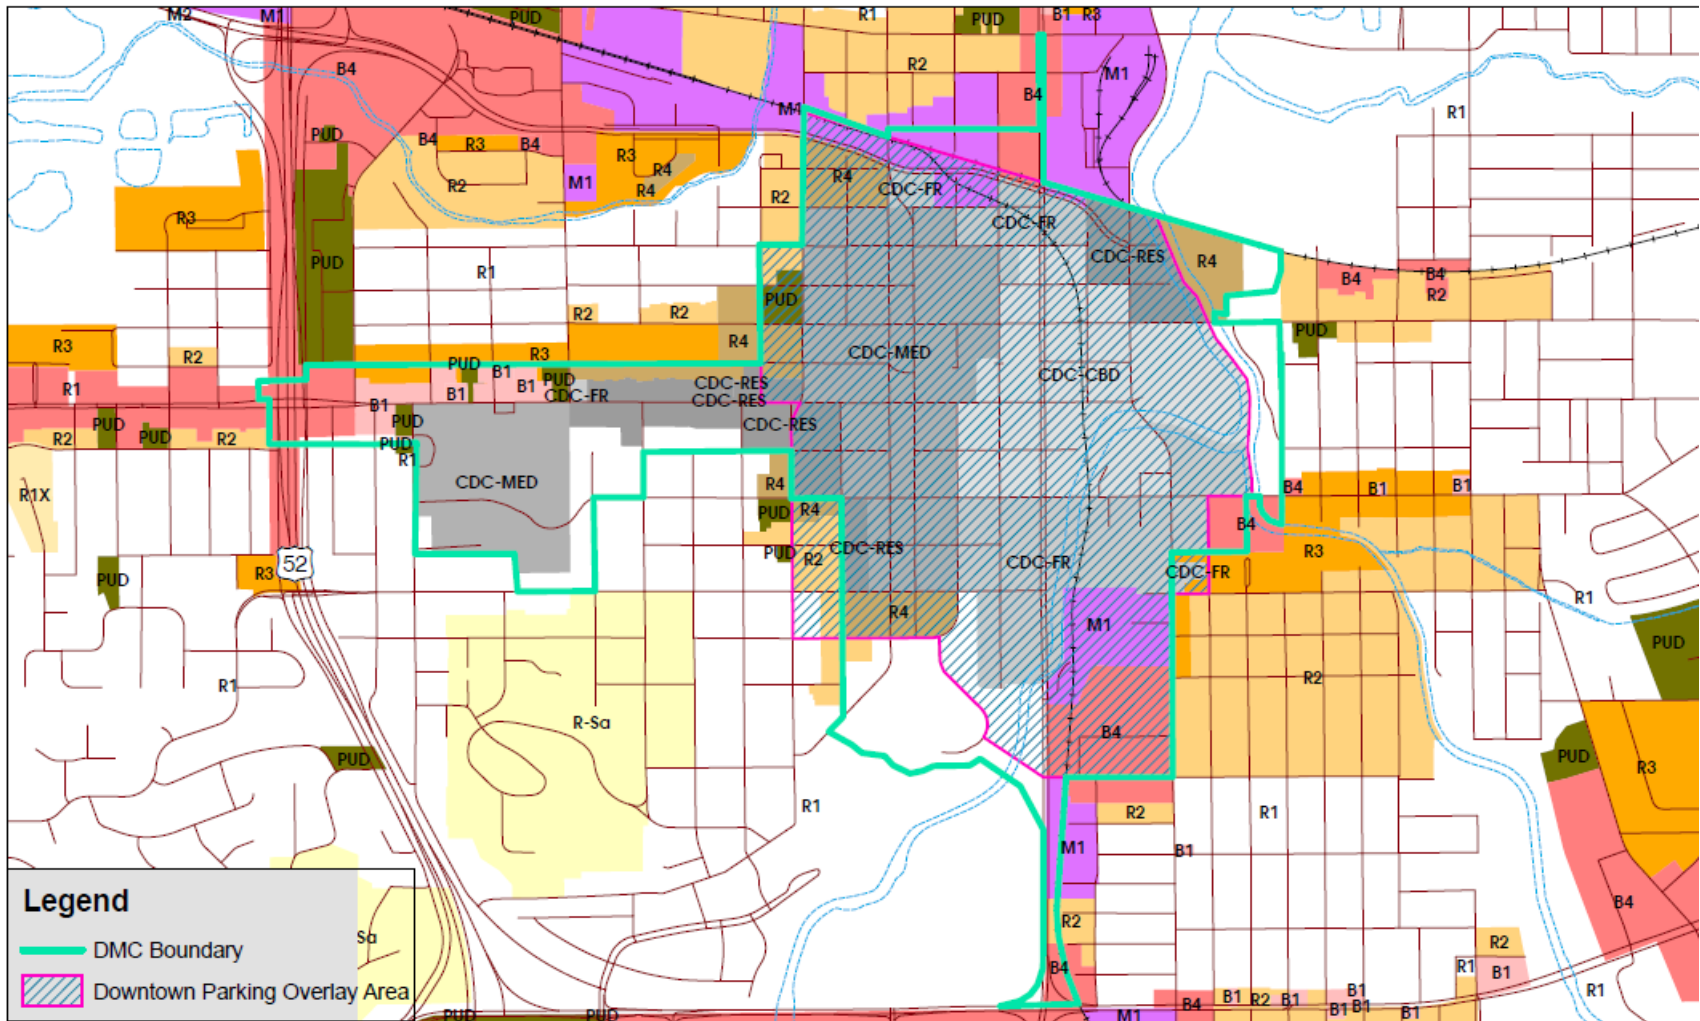 M2
M1
PUD
R1
PUD
B1
R3
B4
R2
M1
B4
M1
R1
PUD
B4
R3
B4
R3
R4
R2
M1
R4
R2
R4
CDC-FR
CDC-FR
R3
CDC-RES
R4
PUD
R1
PUD
B4
B4
R2
R2
R2
PUD
R3
R2
R3
R4
CDC-MED
PUD
B1
PUD
R1
B1
B1
CDC-FR
CDC-RES
CDC-RES
CDC-CBD
B1
PUD
PUD
PUD
R2
R2
PUD
R1
CDC-RES
R1X
CDC-MED
R4
B4
B1
B1
PUD
R4
B4
PUD
R2
CDC-RES
CDC-FR
R3
CDC-FR
52
R3
PUD
R4
M1
R1
PUD
R1
R2
R-Sa
B4
PUD
PUD
R3
R1
R2
R1
M1
B1
Legend
B4
R2
Sa
DMC Boundary
R2
B4
R1
B1
Downtown Parking Overlay Area
R1
B4
B1
R2
B1
B1
B1
B1
B1
PUD
PUD
M1